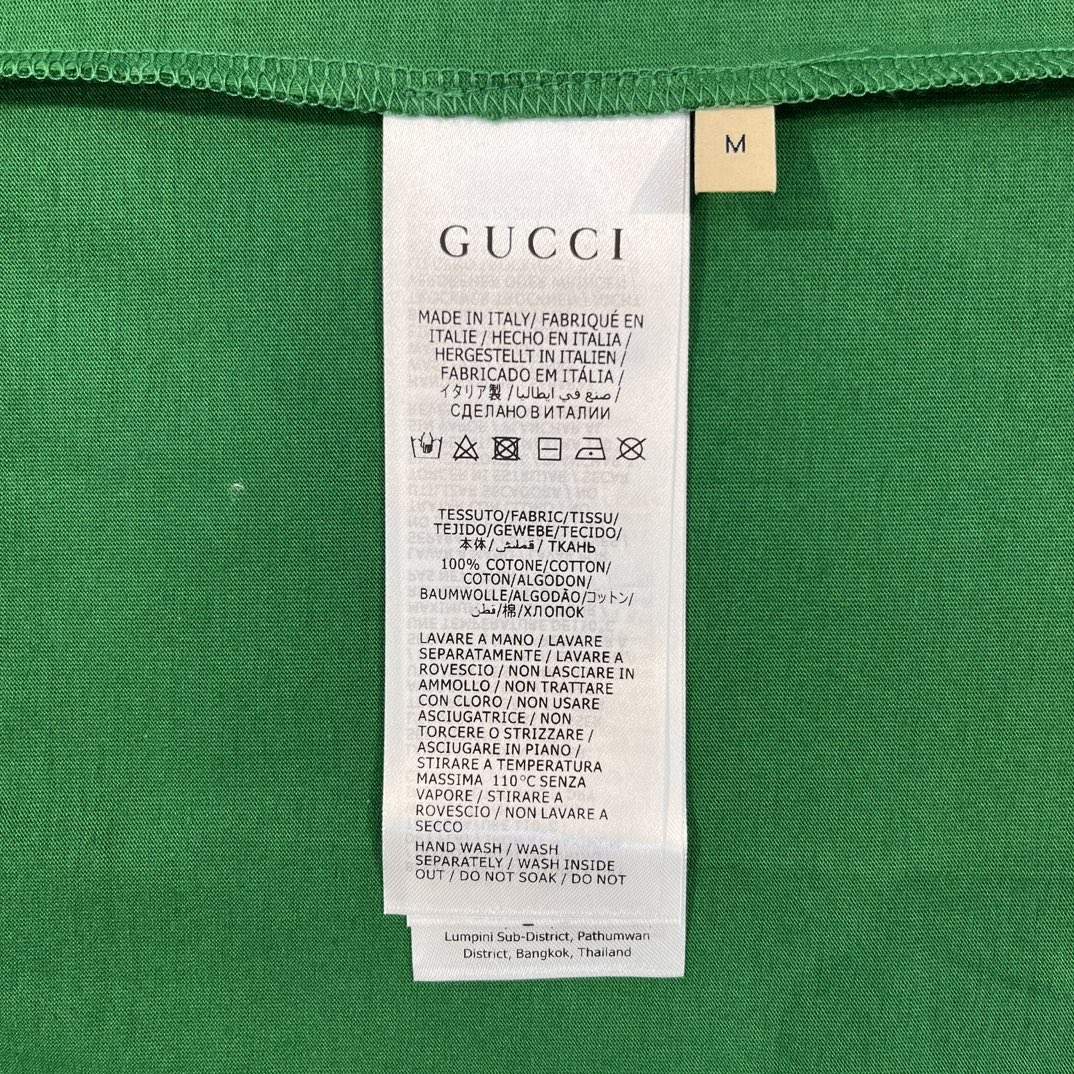 M
GUCCI
MADE IN ITALY/ FABRIQUÉ EN
ITALIE / HECHO EN ITALIA /
HERGESTELLT IN ITALIEN /
FABRICADO EM ITÁLIA /
イタリア製 / صنع في ايطاليا /
СДЕЛАНО В ИТАЛИИ
TESSUTO/FABRIC/TISSU/
TEJIDO/GEWEBE/TECIDO/
本体/قملش/ ТКАНЬ
100% COTONE/COTTON/
COTON/ALGODON/
BAUMWOLLE/ALGODÃO/コットン/
قطن/棉/ХЛОПОК
LAVARE A MANO / LAVARE
SEPARATAMENTE / LAVARE A
ROVESCIO / NON LASCIARE IN
AMMOLLO / NON TRATTARE
CON CLORO / NON USARE
ASCIUGATRICE / NON
TORCERE O STRIZZARE /
ASCIUGARE IN PIANO /
STIRARE A TEMPERATURA
MASSIMA 110°C SENZA
VAPORE / STIRARE A
ROVESCIO / NON LAVARE A
SECCO
HAND WASH / WASH
SEPARATELY / WASH INSIDE
OUT / DO NOT SOAK / DO NOT
Lumpini Sub-District, Pathumwan
District, Bangkok, Thailand